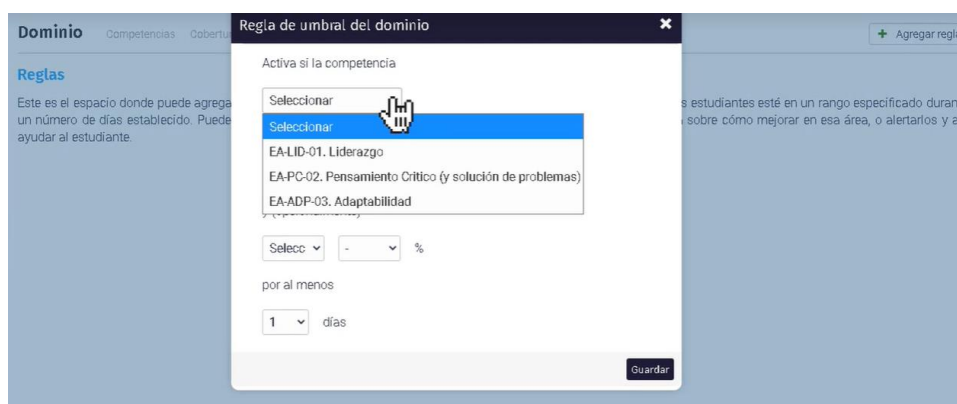 Dominio Competencias Cobertu
Agregar regla
Reglas
Este es el espacio donde puede agrega
s estudiantes esté en un rango especificado duran
un número de días establecido. Puede
sobre cómo mejorar en esa área, o alertarlos y a
ayudar al estudiante.
Regla de umbral del dominio
Activa si la competencia
Seleccionar
Seleccionar
EA-LID-01. Liderazgo
EA-PC-02. Pensamiento Critico (y solución de problemas)
EA-ADP-03. Adaptabilidad
Selecc - %
por al menos
1 días
Guardar